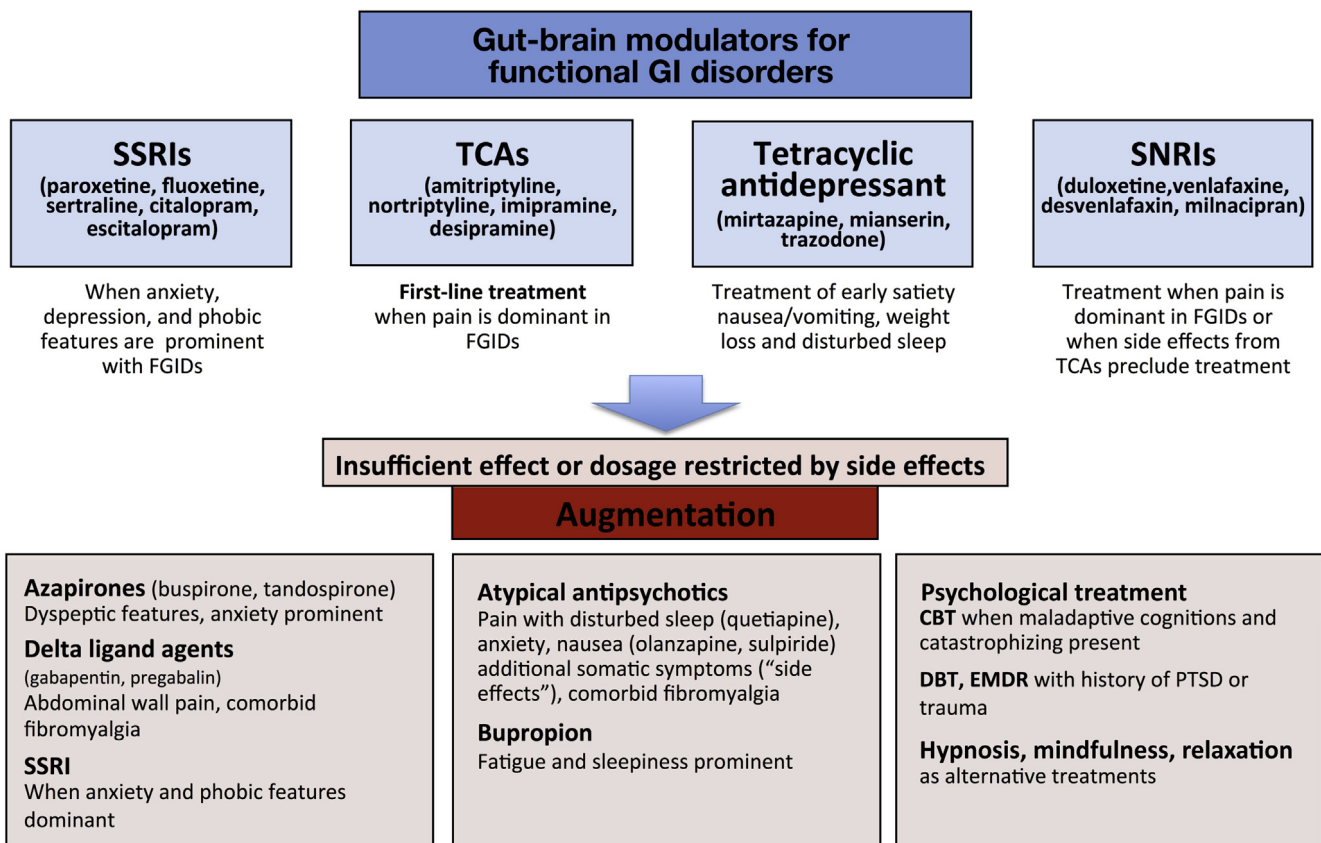 Gut-brain modulators for
functional GI disorders
SSRIs
(paroxetine, fluoxetine,
sertraline, citalopram,
escitalopram)
When anxiety,
depression, and phobic
features are prominent
with FGIDs
TCAs
(amitriptyline,
nortriptyline, imipramine,
desipramine)
First-line treatment
when pain is dominant in
FGIDs
Tetracyclic
antidepressant
(mirtazapine, mianserin,
trazodone)
Treatment of early satiety
nausea/vomiting, weight
loss and disturbed sleep
SNRIs
(duloxetine,venlafaxine,
desvenlafaxin, milnacipran)
Treatment when pain is
dominant in FGIDs or
when side effects from
TCAs preclude treatment
Insufficient effect or dosage restricted by side effects
Augmentation
Azapirones (buspirone, tandospirone)
Dyspeptic features, anxiety prominent
Delta ligand agents
(gabapentin, pregabalin)
Abdominal wall pain, comorbid
fibromyalgia
SSRI
When anxiety and phobic features
dominant
Atypical antipsychotics
Pain with disturbed sleep (quetiapine),
anxiety, nausea (olanzapine, sulpiride)
additional somatic symptoms (“side
effects”), comorbid fibromyalgia
Bupropion
Fatigue and sleepiness prominent
Psychological treatment
CBT when maladaptive cognitions and
catastrophizing present
DBT, EMDR with history of PTSD or
trauma
Hypnosis, mindfulness, relaxation
as alternative treatments